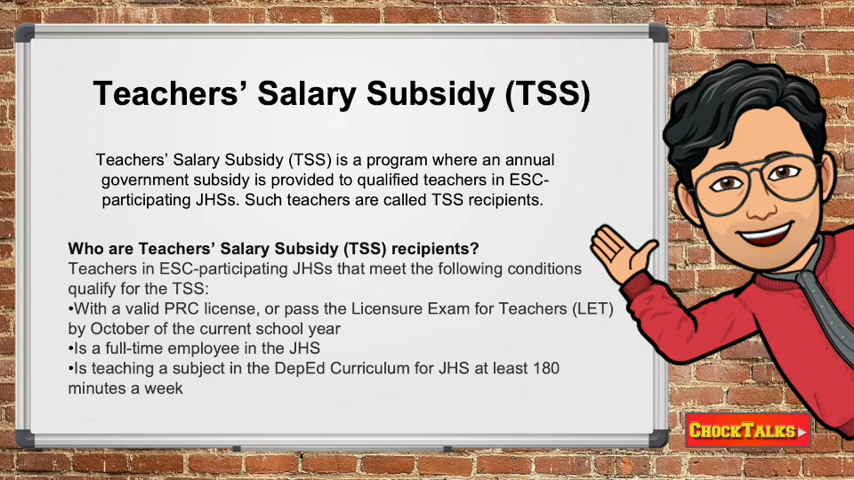 Teachers’ Salary Subsidy (TSS)
Teachers’ Salary Subsidy (TSS) is a program where an annual
government subsidy is provided to qualified teachers in ESC-
participating JHSs. Such teachers are called TSS recipients.
Who are Teachers’ Salary Subsidy (TSS) recipients?
Teachers in ESC-participating JHSs that meet the following conditions
qualify for the TSS:
•With a valid PRC license, or pass the Licensure Exam for Teachers (LET)
by October of the current school year
•Is a full-time employee in the JHS
•Is teaching a subject in the DepEd Curriculum for JHS at least 180
minutes a week
CHOCKTALKS